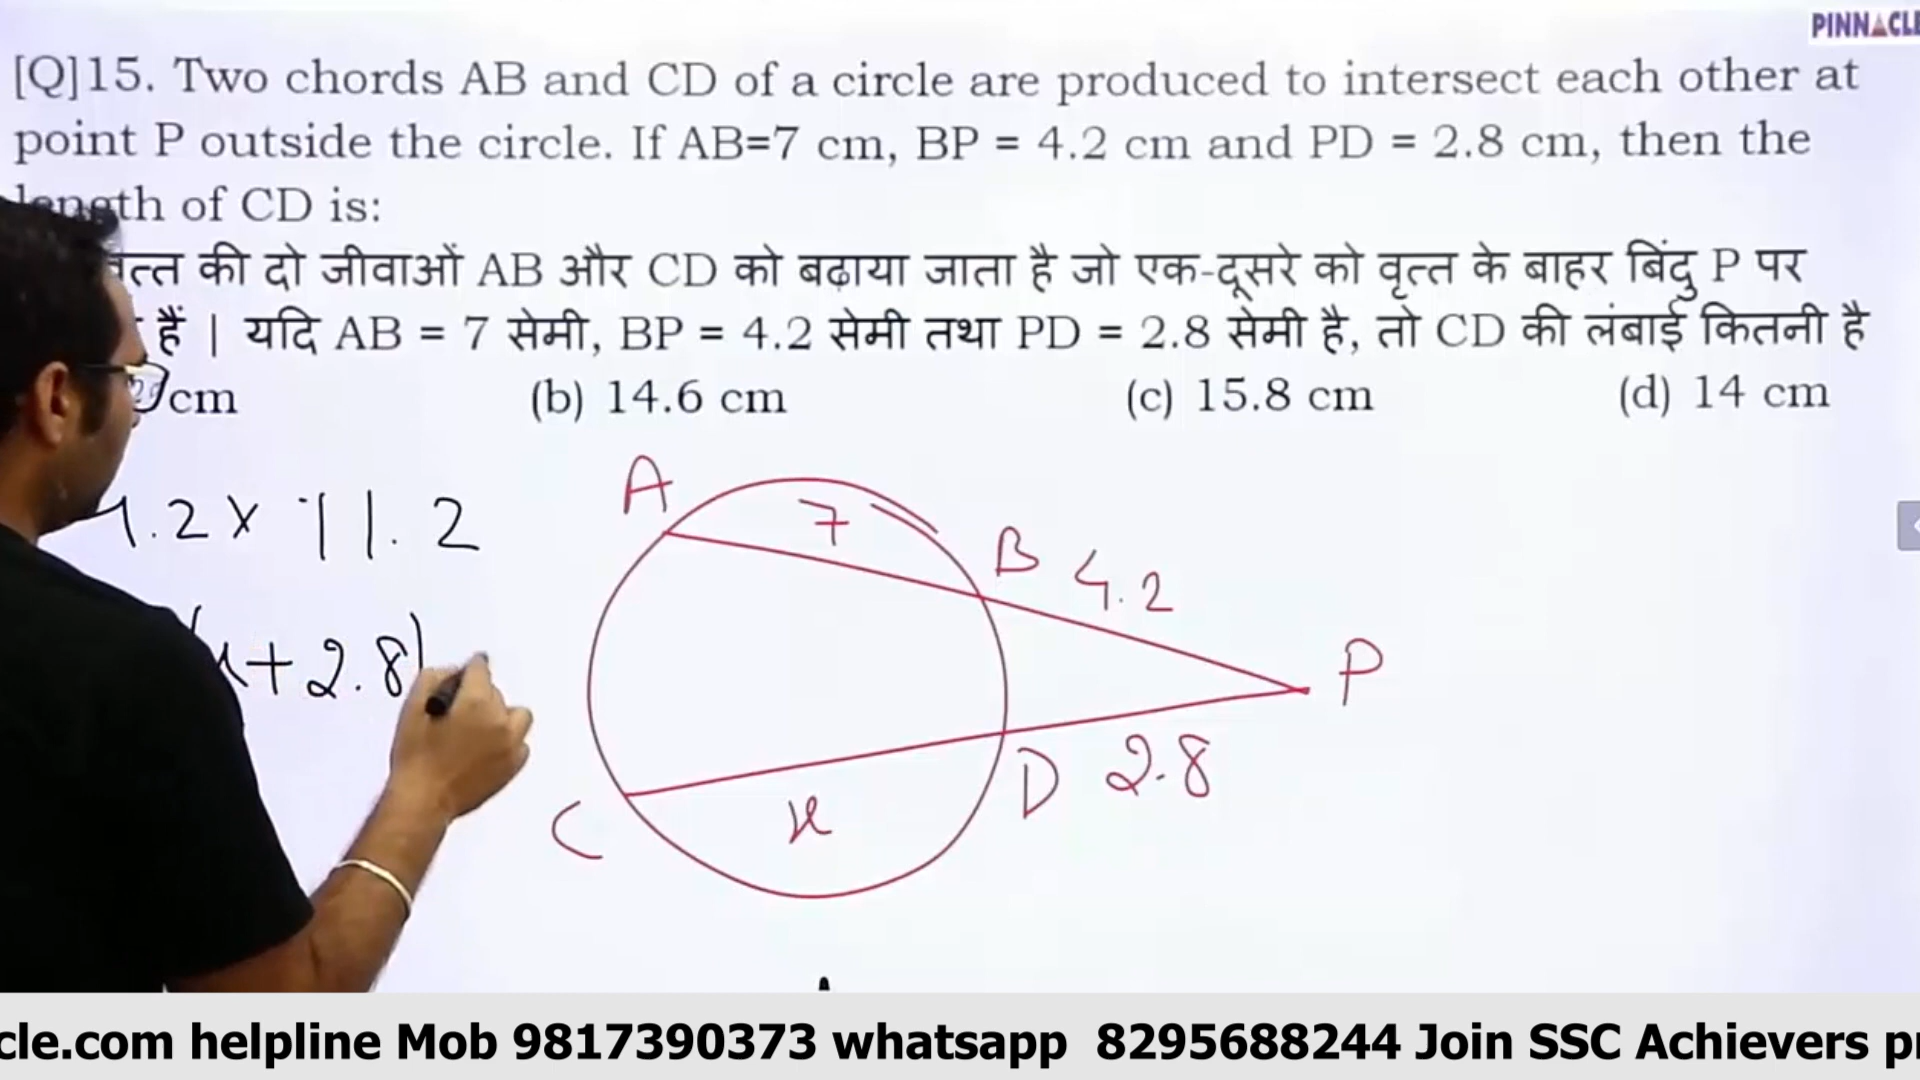 PINNACLE
[Q]15. Two chords AB and CD of a circle are produced to intersect each other at
point P outside the circle. If AB=7 cm, BP = 4.2 cm and PD = 2.8 cm, then the
length of CD is:
की दो जीवाओं AB और CD को बढ़ाया जाता है जो एक-दूसरे को वृत्त के बाहर बिंदु P पर
हैं | यदि AB = 7 सेमी, BP = 4.2 सेमी तथा PD = 2.8 सेमी है, तो CD की लंबाई कितनी है
cm (b) 14.6 cm (c) 15.8 cm (d) 14 cm
A
7
.2 x 11.2
B 4.2
+ 2.8)
P
D 2.8
x
C
cle.com helpline Mob 9817390373 whatsapp 8295688244 Join SSC Achievers